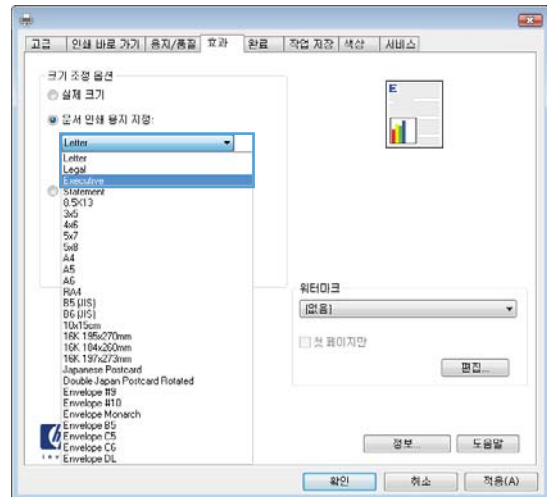 고급 인쇄 바로 가기 용지/품질 효과 완료 작업 저장 색상 서비스
크기 조정 옵션
실제 크기
문서 인쇄 용지 지정:
Letter
Letter
Legal
Executive
Statement
8.5X13
3x5
4x6
5x7
5x8
A4
A5
A6
RA4
B5 (JIS)
B6 (JIS)
10x15cm
16K 195x270mm
16K 184x260mm
16K 197x273mm
Japanese Postcard
Double Japan Postcard Rotated
Envelope #9
Envelope #10
Envelope Monarch
Envelope B5
Envelope C5
Envelope C6
Envelope DL
E
워터마크
[없음]
첫 페이지만
편집...
정보... 도움말
확인 취소 적용(A)